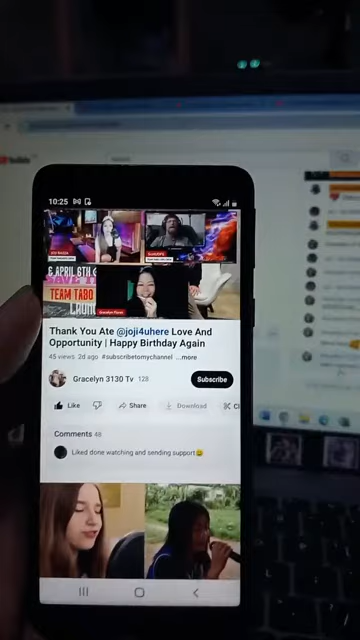 10:25
& APRIL 6TH
TEAM TABO
Gracelyn Flores
Thank You Ate @joji4uhere Love And
Opportunity | Happy Birthday Again
45 views 2d ago #subscribetomychannel ...more
Gracelyn 3130 Tv 128
Subscribe
Like
Share
Download
Comments 48
Liked done watching and sending support😀